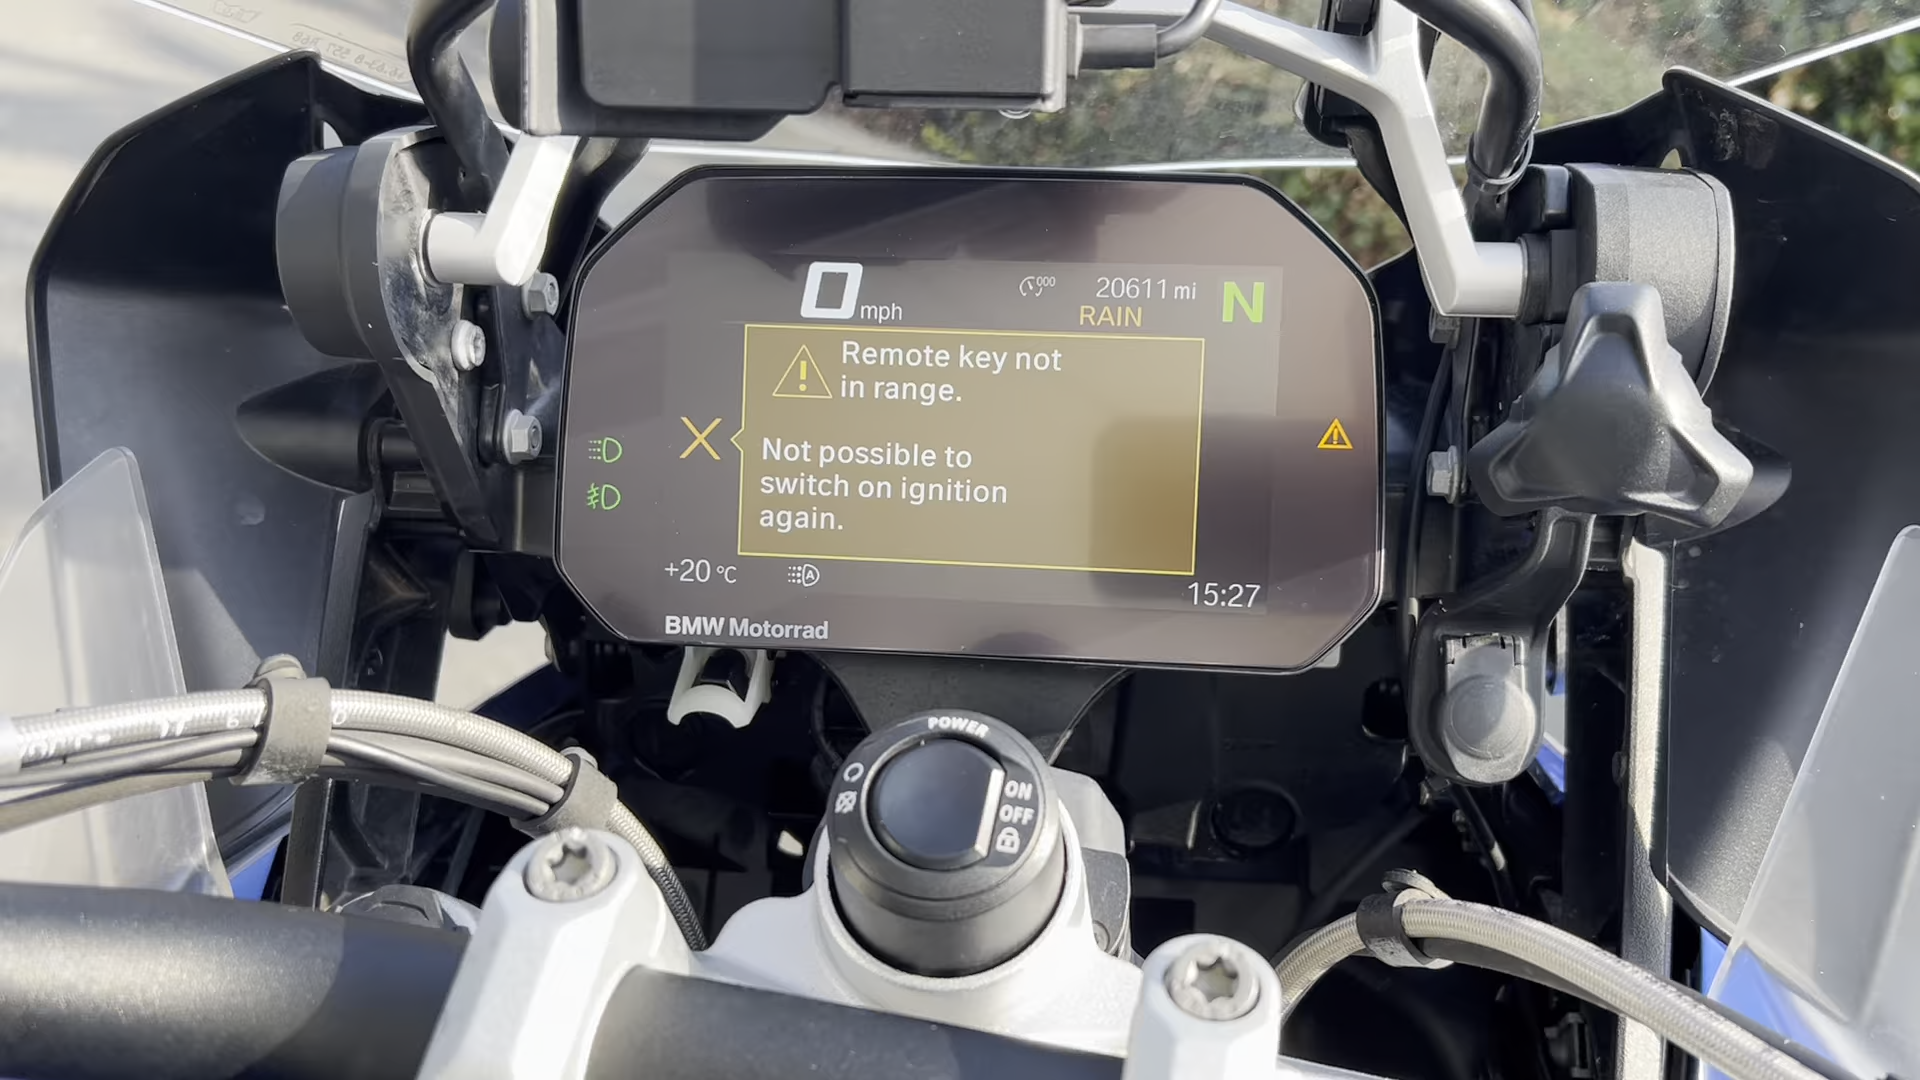 0 mph
000
20611 mi
RAIN
N
Remote key not
in range.
Not possible to
switch on ignition
again.
+20 °C
A
15:27
BMW Motorrad
POWER
ON
OFF